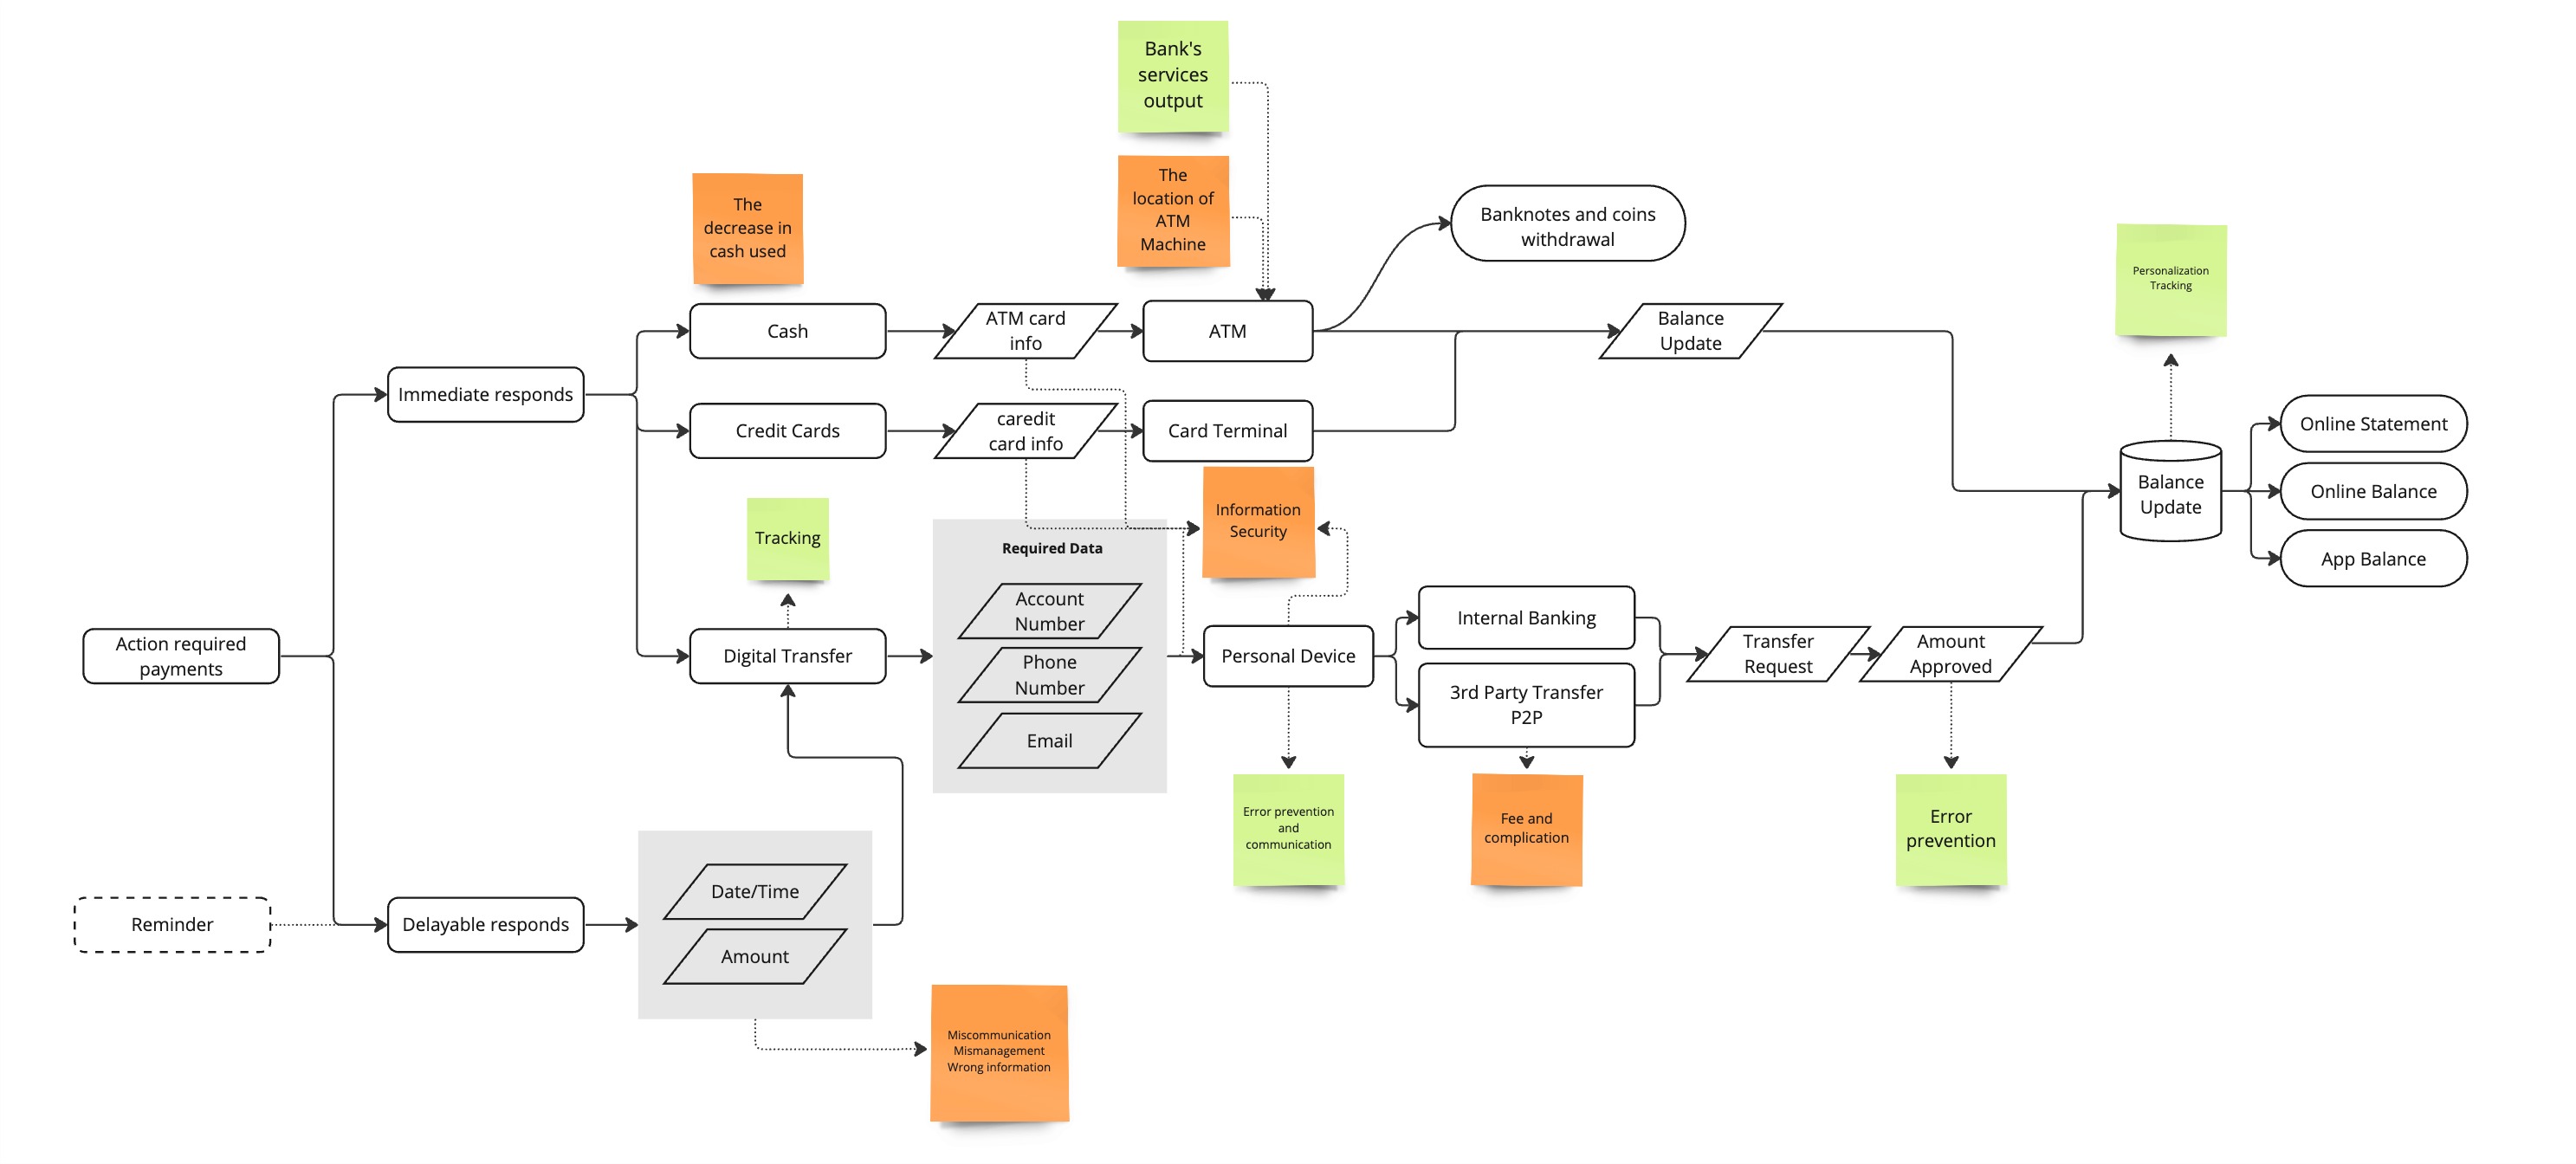 Bank's
services
output
The
location of
ATM
Machine
The
decrease in
cash used
Banknotes and coins
withdrawal
Personalization
Tracking
Cash
ATM card
info
ATM
Balance
Update
Immediate responds
Credit Cards
caredit
card info
Card Terminal
Online Statement
Balance
Update
Online Balance
App Balance
Information
Security
Tracking
Required Data
Account
Number
Phone
Number
Email
Action required
payments
Digital Transfer
Personal Device
Internal Banking
3rd Party Transfer
P2P
Transfer
Request
Amount
Approved
Error prevention
and
communication
Fee and
complication
Error
prevention
Reminder
Delayable responds
Date/Time
Amount
Miscommunication
Mismanagement
Wrong information